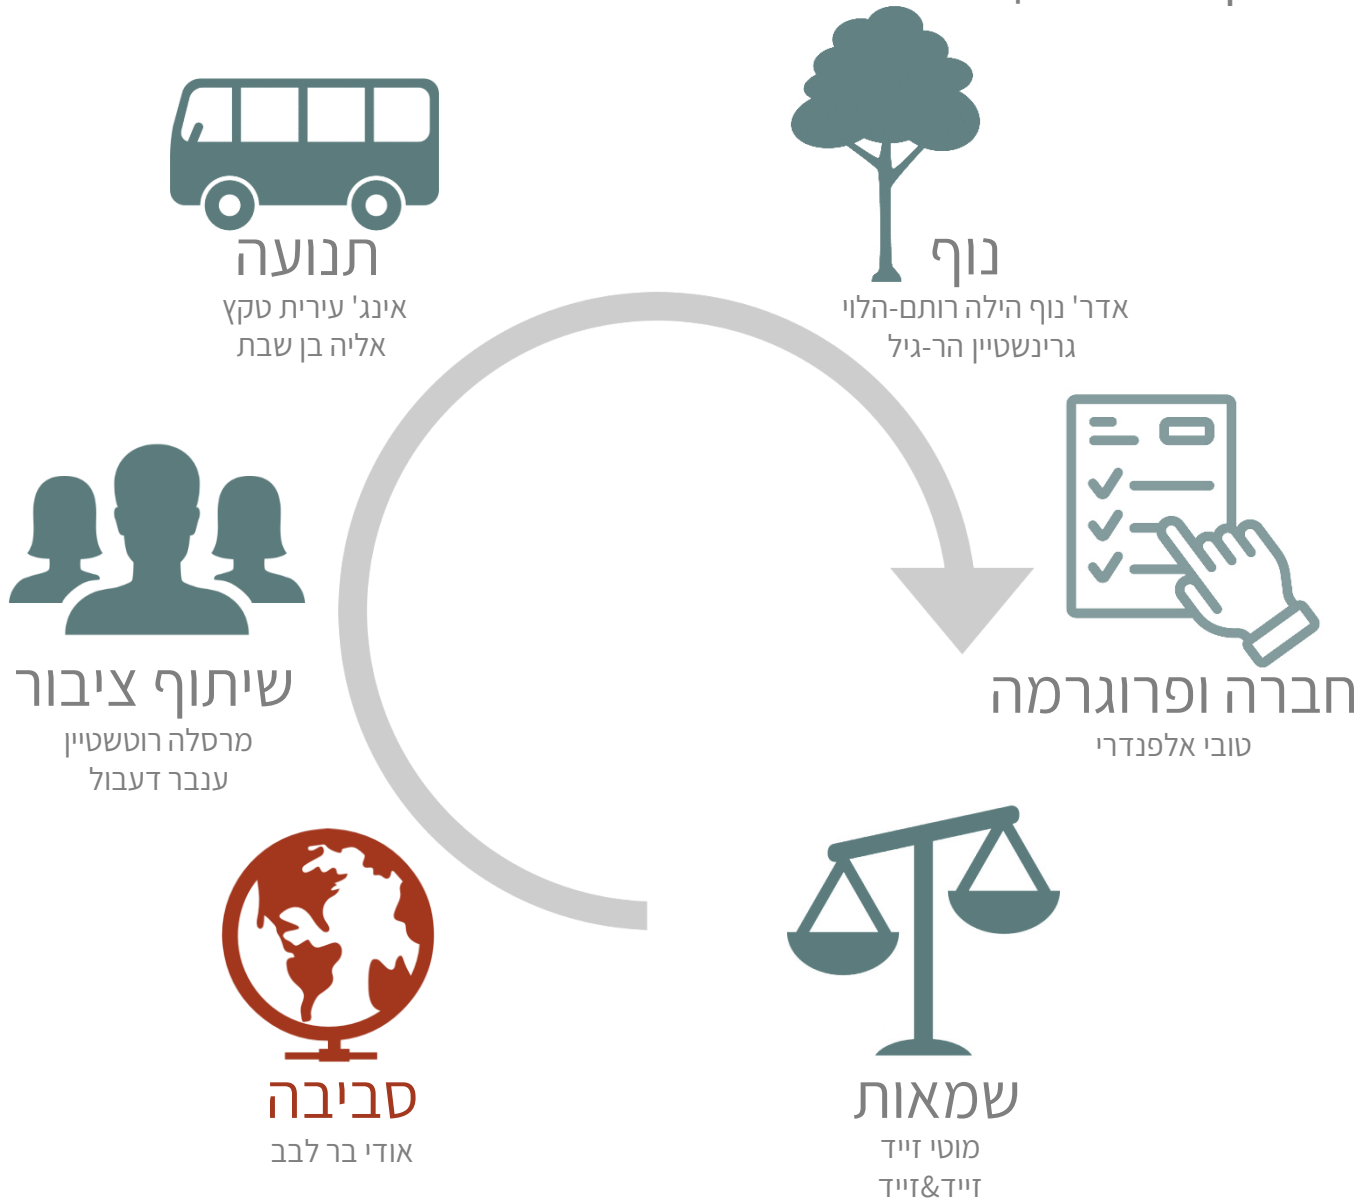 נוף
אדר' נוף הילה רותם-הלוי
גרינשטיין הר-גיל
תנועה
אינג' עירית טקץ
אליה בן שבת
חברה ופרוגרמה
טובי אלפנדרי
שיתוף ציבור
מרסלה רוטשטיין
ענבר דעבול
שמאות
מוטי זייד
זייד&זייד
סביבה
אודי בר לבב